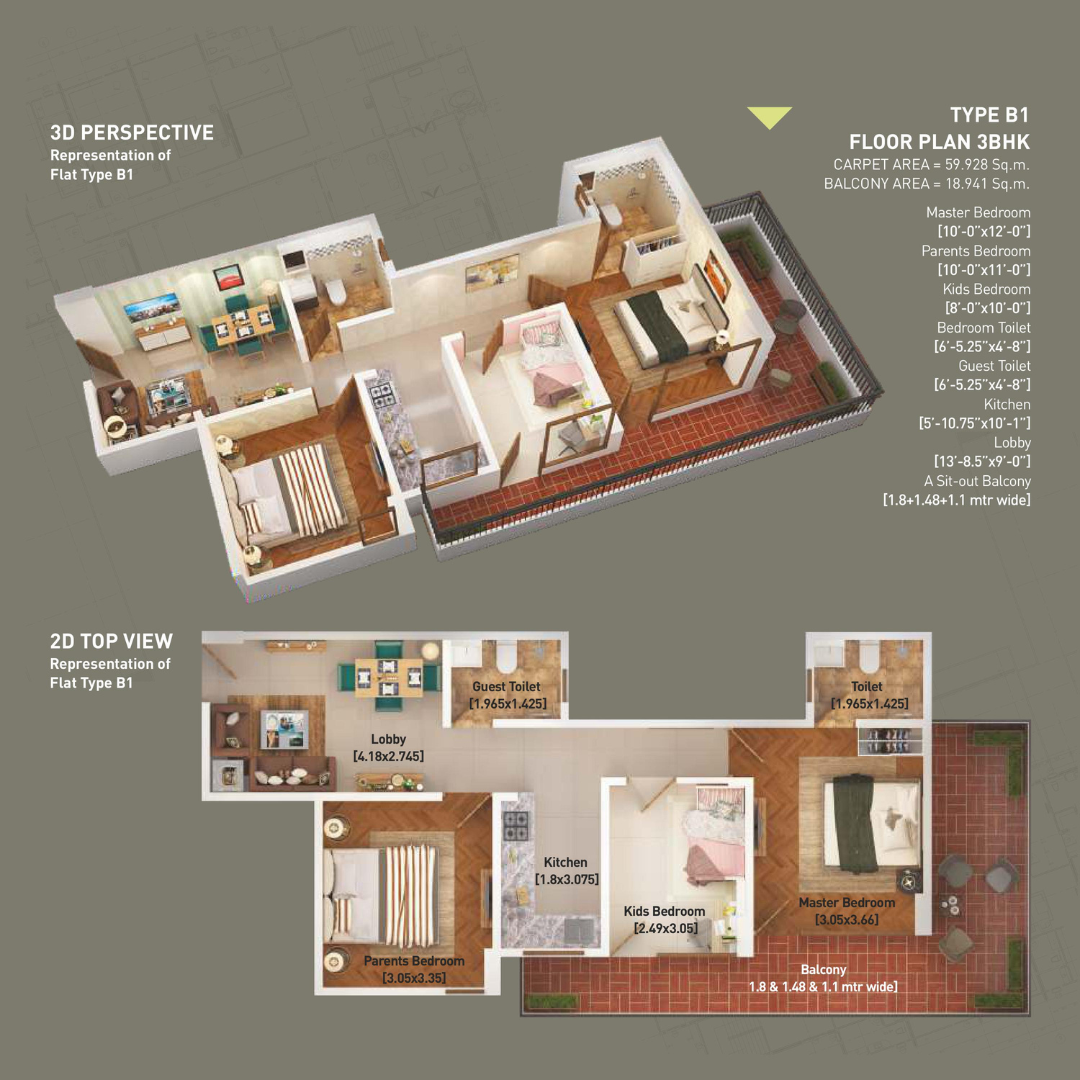 3D PERSPECTIVE
Representation of
Flat Type B1
TYPE B1
FLOOR PLAN 3BHK
CARPET AREA = 59.928 Sq.m.
BALCONY AREA = 18.941 Sq.m.
Master Bedroom
[10’-0”x12’-0”]
Parents Bedroom
[10’-0”x11’-0”]
Kids Bedroom
[8’-0”x10’-0”]
Bedroom Toilet
[6’-5.25”x4’-8”]
Guest Toilet
[6’-5.25”x4’-8”]
Kitchen
[5’-10.75”x10’-1”]
Lobby
[13’-8.5”x9’-0”]
A Sit-out Balcony
[1.8+1.48+1.1 mtr wide]
2D TOP VIEW
Representation of
Flat Type B1
Guest Toilet
[1.965x1.425]
Toilet
[1.965x1.425]
Lobby
[4.18x2.745]
Kitchen
[1.8x3.075]
Kids Bedroom
[2.49x3.05]
Master Bedroom
[3.05x3.66]
Parents Bedroom
[3.05x3.35]
Balcony
1.8 & 1.48 & 1.1 mtr wide]